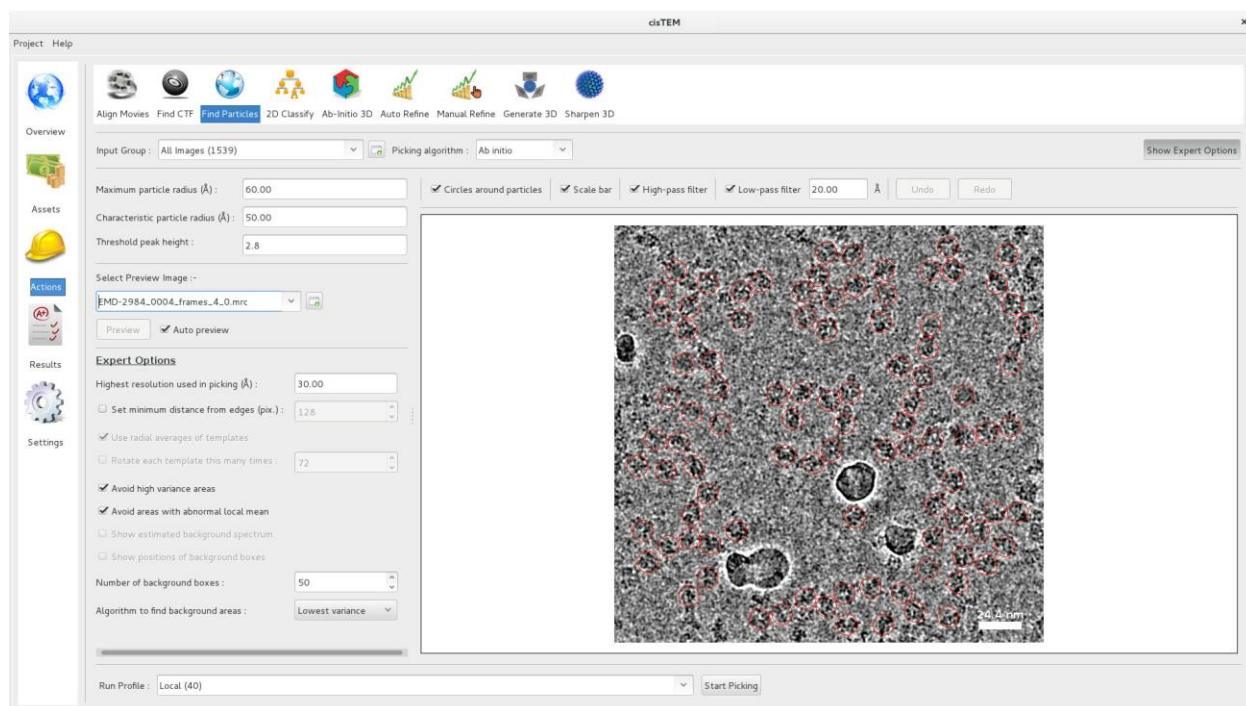 cisTEM
Project Help
Overview
Assets
Actions
Results
Settings
Align Movies Find CTF Find Particles 2D Classify Ab-Initio 3D Auto Refine Manual Refine Generate 3D Sharpen 3D
Input Group : All Images (1539) Picking algorithm : Ab initio Show Expert Options
Maximum particle radius (Å) : 60.00
Characteristic particle radius (Å) : 50.00
Threshold peak height : 2.8
Circles around particles Scale bar High-pass filter Low-pass filter 20.00 Å Undo Redo
Select Preview Image :-
EMD-2984_0004_frames_4_0.mrc
Preview Auto preview
Expert Options
Highest resolution used in picking (Å) : 30.00
Set minimum distance from edges (pix.) : 128
Use radial averages of templates
Rotate each template this many times : 72
Avoid high variance areas
Avoid areas with abnormal local mean
Show estimated background spectrum
Show positions of background boxes
Number of background boxes : 50
Algorithm to find background areas : Lowest variance
24.4 nm
Run Profile : Local (40) Start Picking